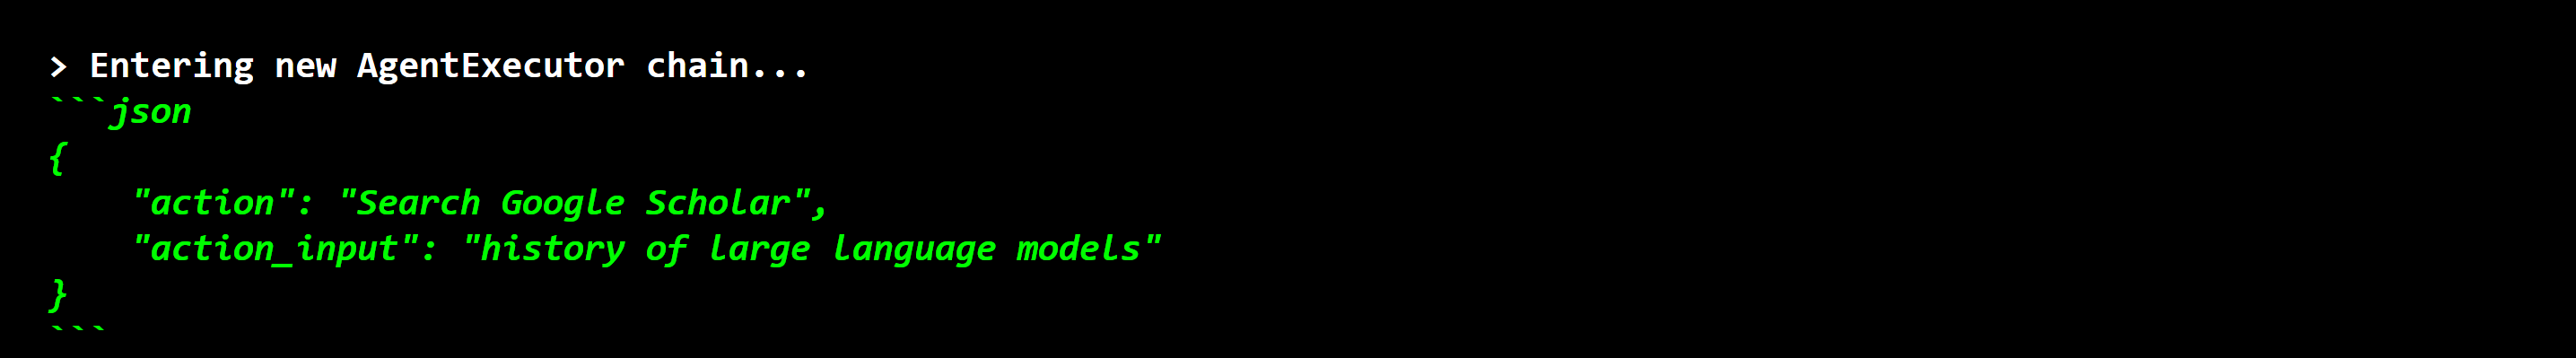 > Entering new AgentExecutor chain...
```json
{
    "action": "Search Google Scholar",
    "action_input": "history of large language models"
}
```